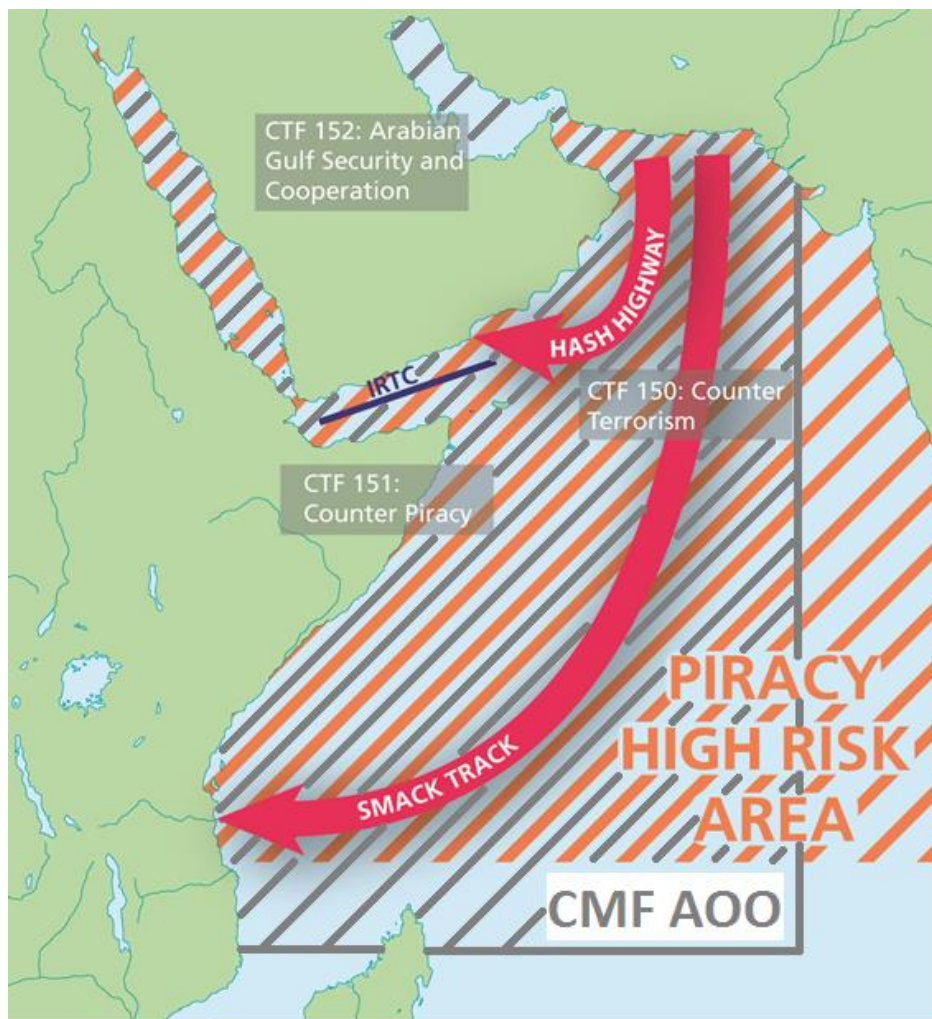 CTF 152: Arabian
Gulf Security and
Cooperation
HASH HIGHWAY
IRTC
CTF 150: Counter
Terrorism
CTF 151:
Counter Piracy
PIRACY
HIGH RISK
AREA
SMACK TRACK
CMF AOO